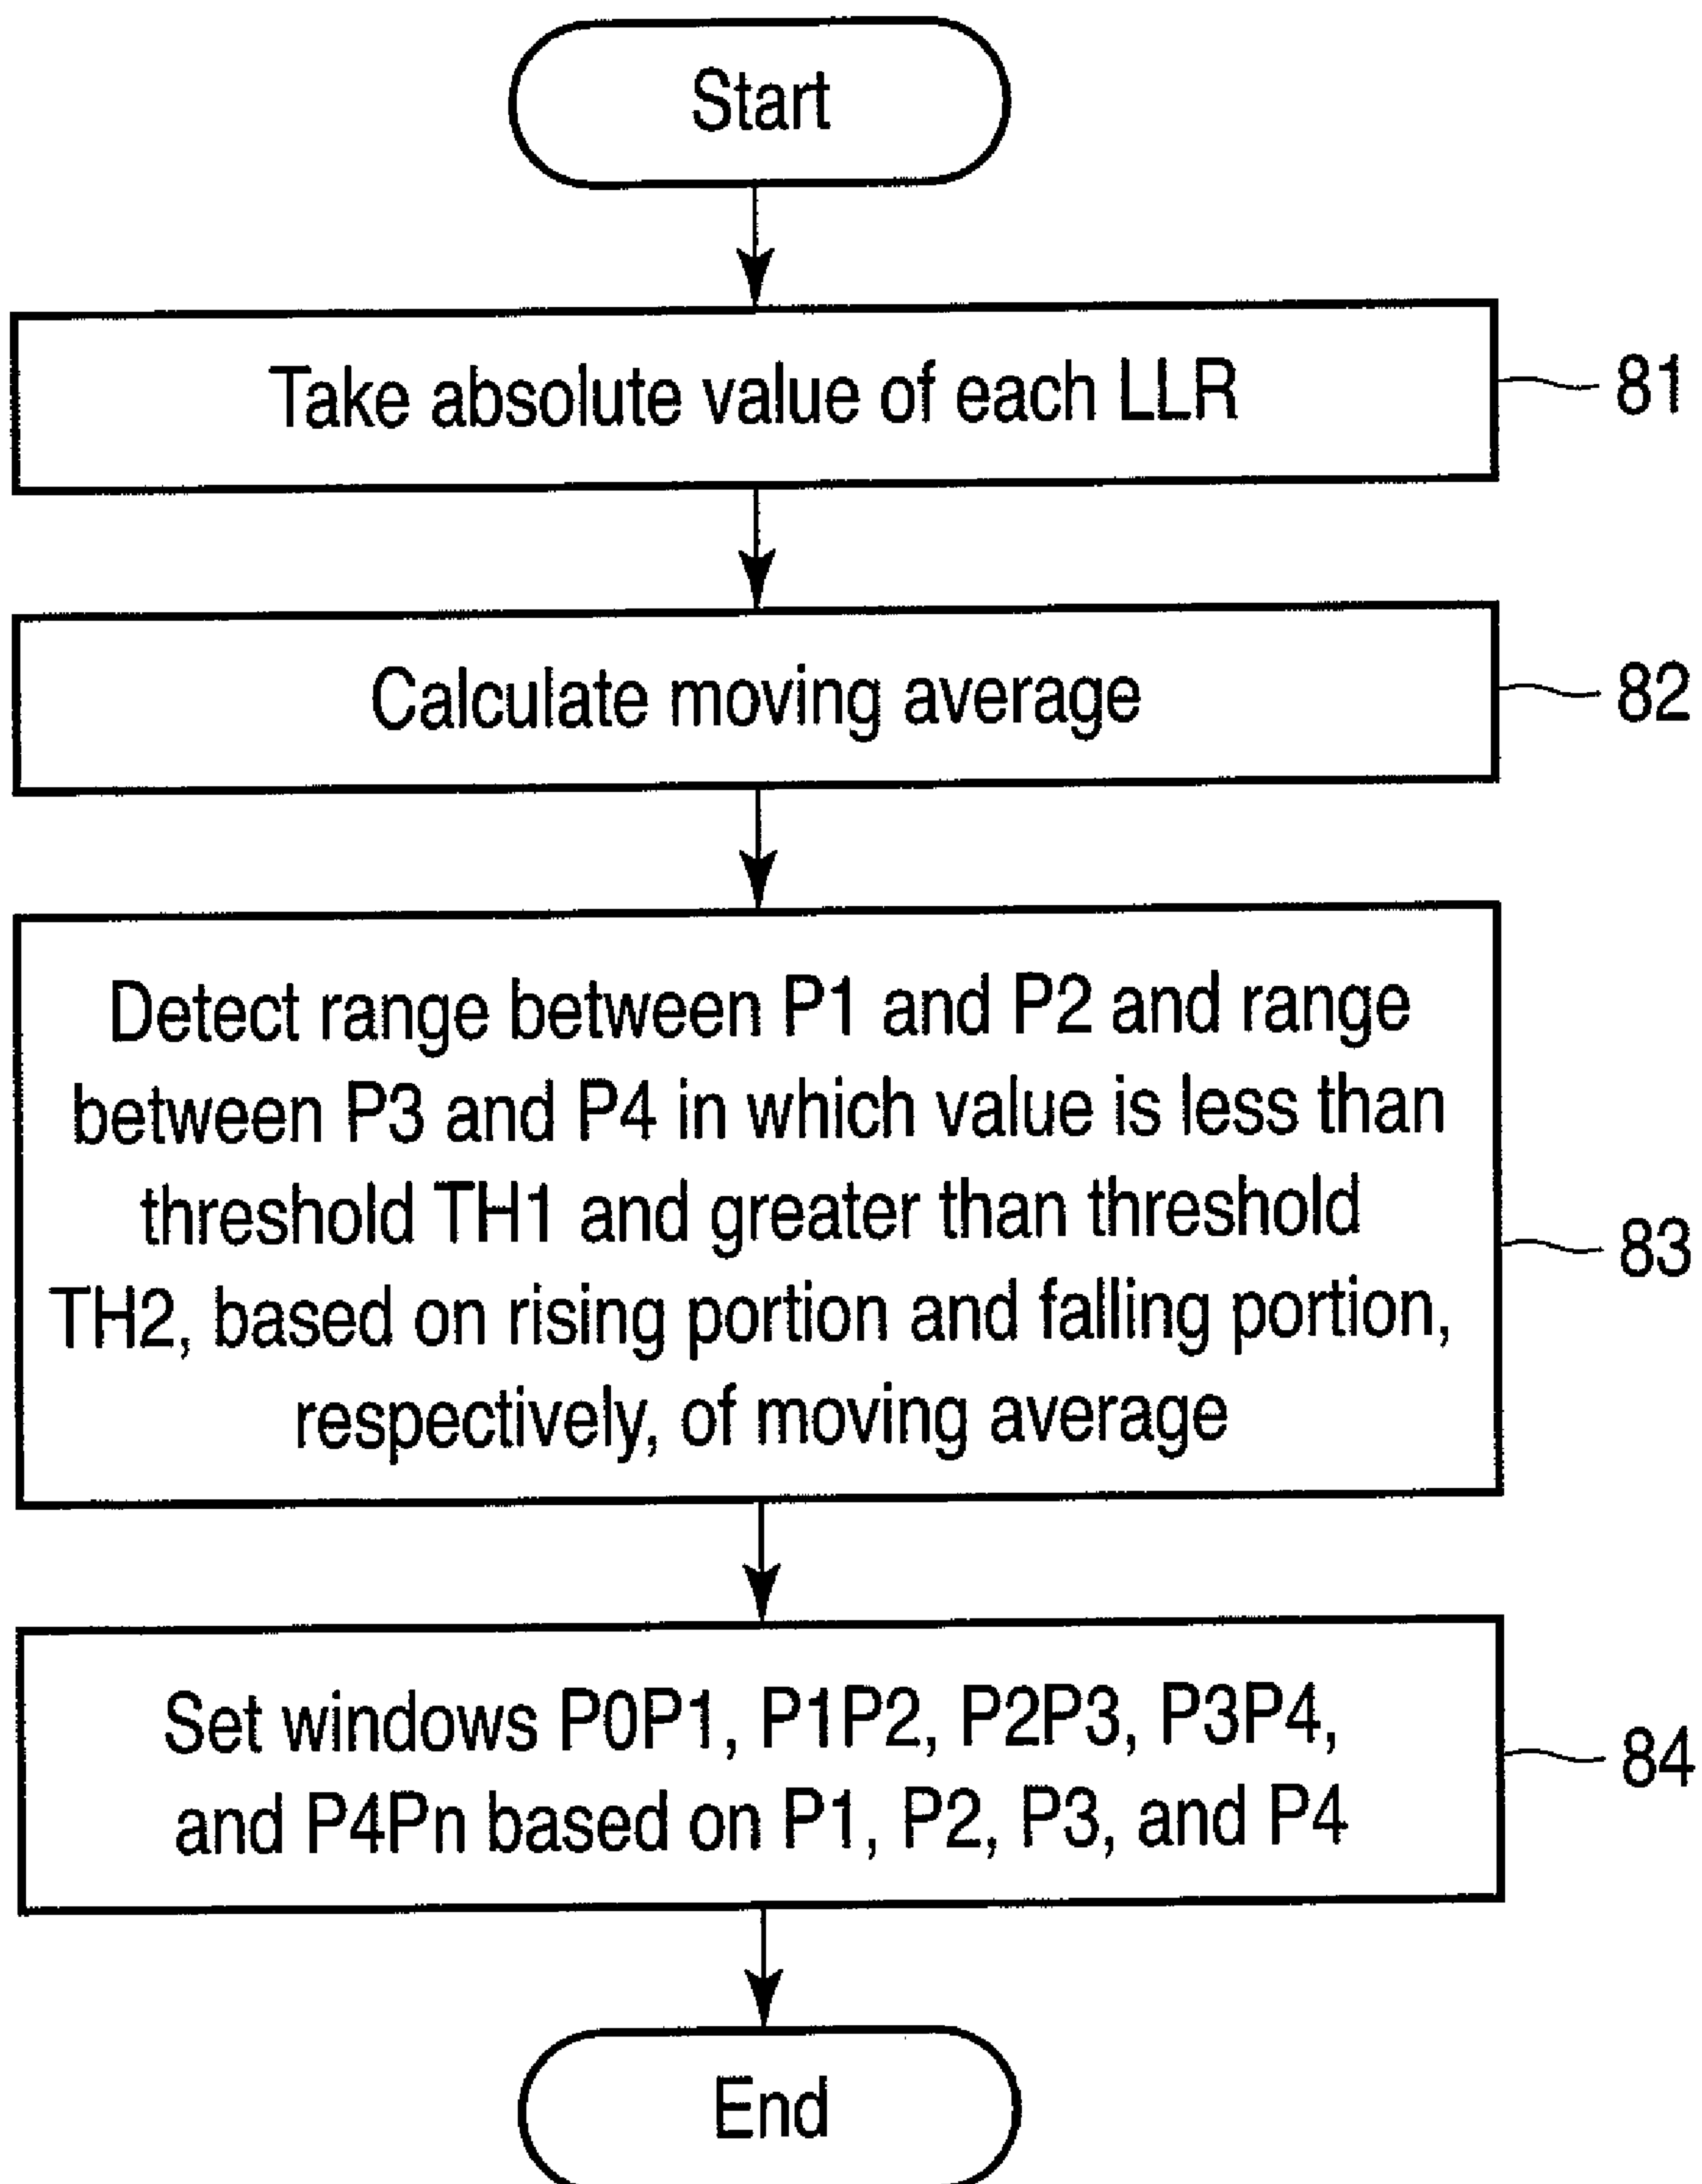 Start
Take absolute value of each LLR
81
Calculate moving average
82
Detect range between P1 and P2 and range
between P3 and P4 in which value is less than
threshold TH1 and greater than threshold
TH2, based on rising portion and falling portion,
respectively, of moving average
83
Set windows P0P1, P1P2, P2P3, P3P4,
and P4Pn based on P1, P2, P3, and P4
84
End